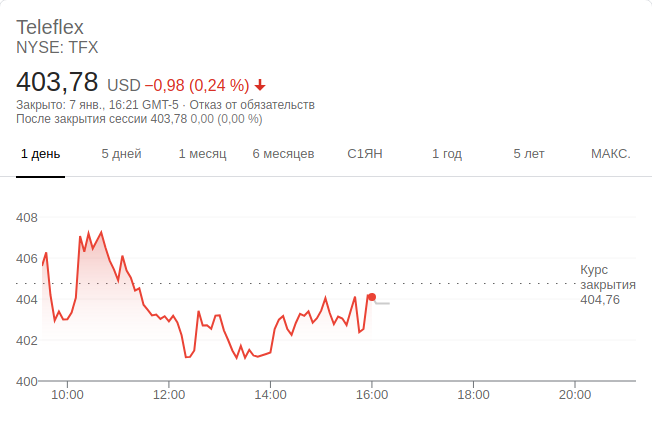 Teleflex
NYSE: TFX
403,78 USD −0,98 (0,24 %)
Закрыто: 7 янв., 16:21 GMT-5 · Отказ от обязательств
После закрытия сессии 403,78 0,00 (0,00 %)
1 день 5 дней 1 месяц 6 месяцев С1ЯН 1 год 5 лет МАКС.
408
406
404
402
400
Курс
закрытия
404,76
10:00 12:00 14:00 16:00 18:00 20:00